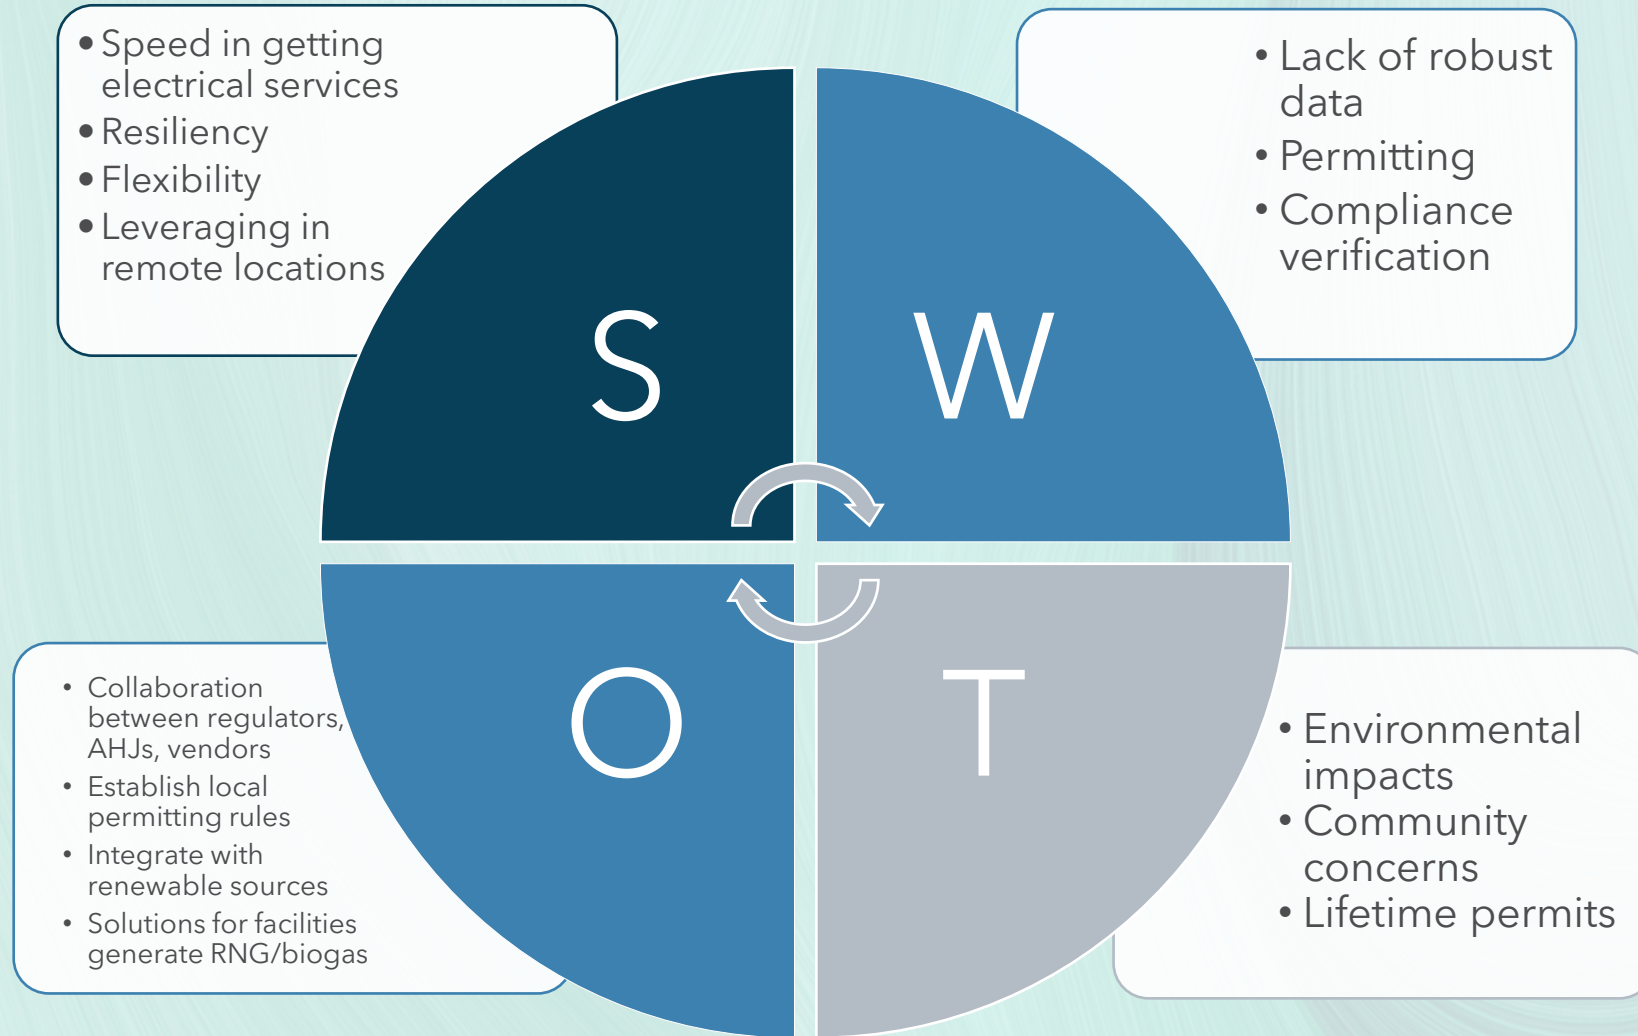 • Speed in getting
electrical services
• Resiliency
• Flexibility
• Leveraging in
remote locations
S
• Lack of robust
data
• Permitting
• Compliance
verification
W
• Collaboration
between regulators,
AHJs, vendors
• Establish local
permitting rules
• Integrate with
renewable sources
• Solutions for facilities
generate RNG/biogas
O
• Environmental
impacts
• Community
concerns
• Lifetime permits
T